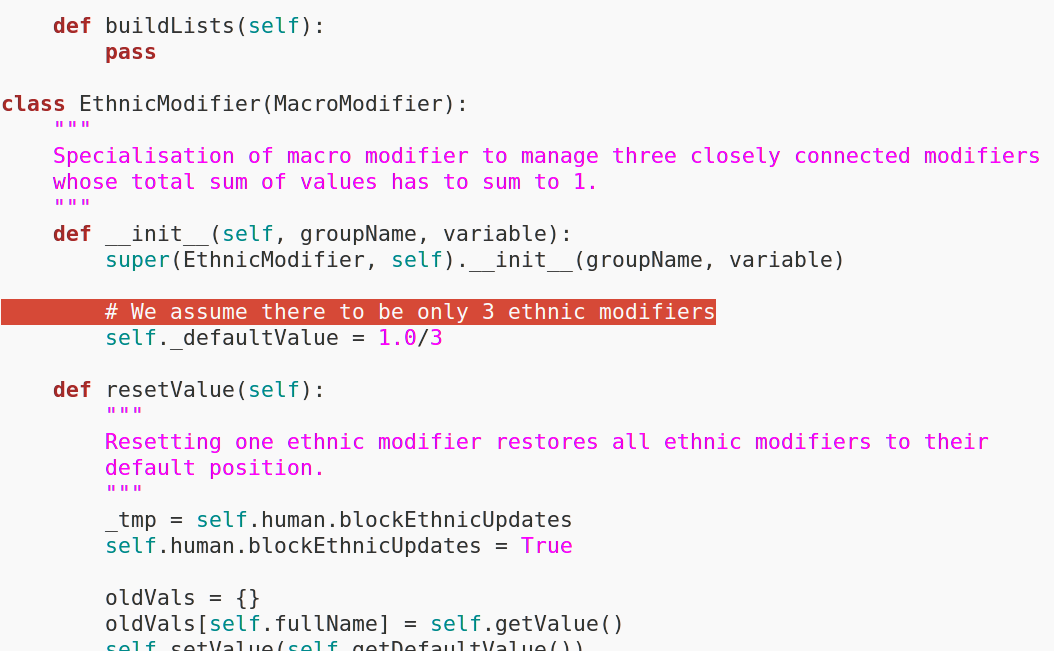 def buildLists(self):
        pass

class EthnicModifier(MacroModifier):
    """
    Specialisation of macro modifier to manage three closely connected modifiers
    whose total sum of values has to sum to 1.
    """
    def __init__(self, groupName, variable):
        super(EthnicModifier, self).__init__(groupName, variable)

        # We assume there to be only 3 ethnic modifiers
        self._defaultValue = 1.0/3

    def resetValue(self):
        """
        Resetting one ethnic modifier restores all ethnic modifiers to their
        default position.
        """
        _tmp = self.human.blockEthnicUpdates
        self.human.blockEthnicUpdates = True

        oldVals = {}
        oldVals[self.fullName] = self.getValue()
        self.setValue(self.getDefaultValue())